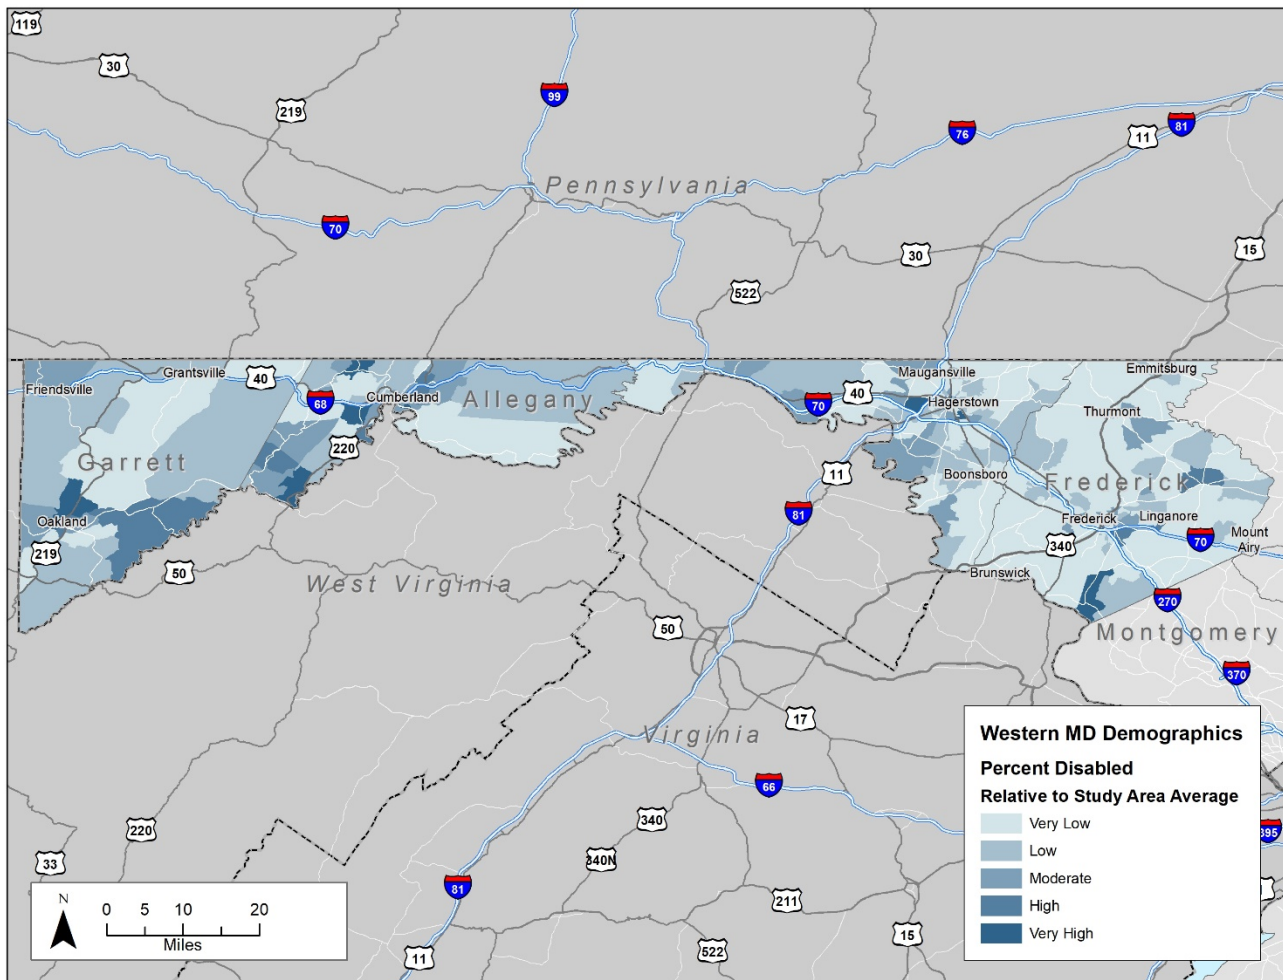 119
30
219
99
76
11
81
Pennsylvania
70
15
30
522
Grantsville
Friendsville
40
68
Cumberland
Allegany
70
40
Maugansville
Hagerstown
Emmitsburg
Thurmont
220
Garrett
11
Boonsboro
Frederick
81
Oakland
219
50
Frederick
Linganore
340
70
Mount
Airy
West Virginia
Brunswick
270
50
Montgomery
370
17
Virginia
66
340
220
33
340N
81
211
15
11
522
395
Western MD Demographics
Percent Disabled
Relative to Study Area Average
Very Low
Low
Moderate
High
Very High
N
0 5 10 20
Miles